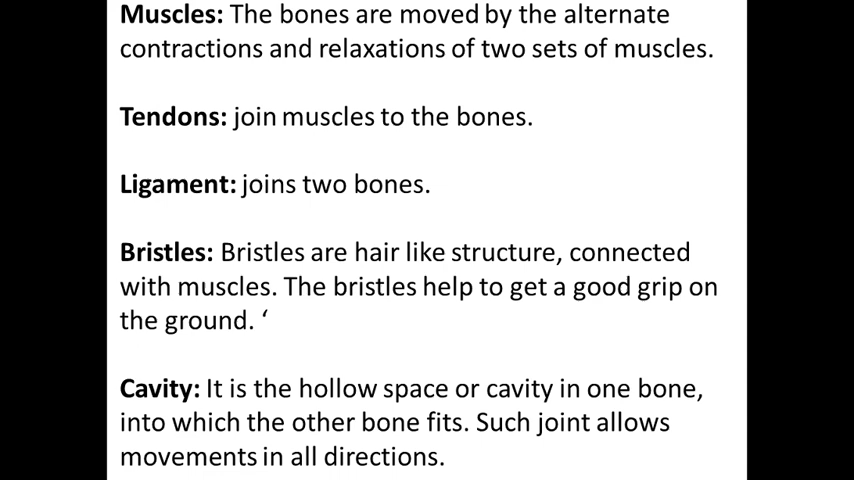 Muscles: The bones are moved by the alternate
contractions and relaxations of two sets of muscles.
Tendons: join muscles to the bones.
Ligament: joins two bones.
Bristles: Bristles are hair like structure, connected
with muscles. The bristles help to get a good grip on
the ground. ‘
Cavity: It is the hollow space or cavity in one bone,
into which the other bone fits. Such joint allows
movements in all directions.